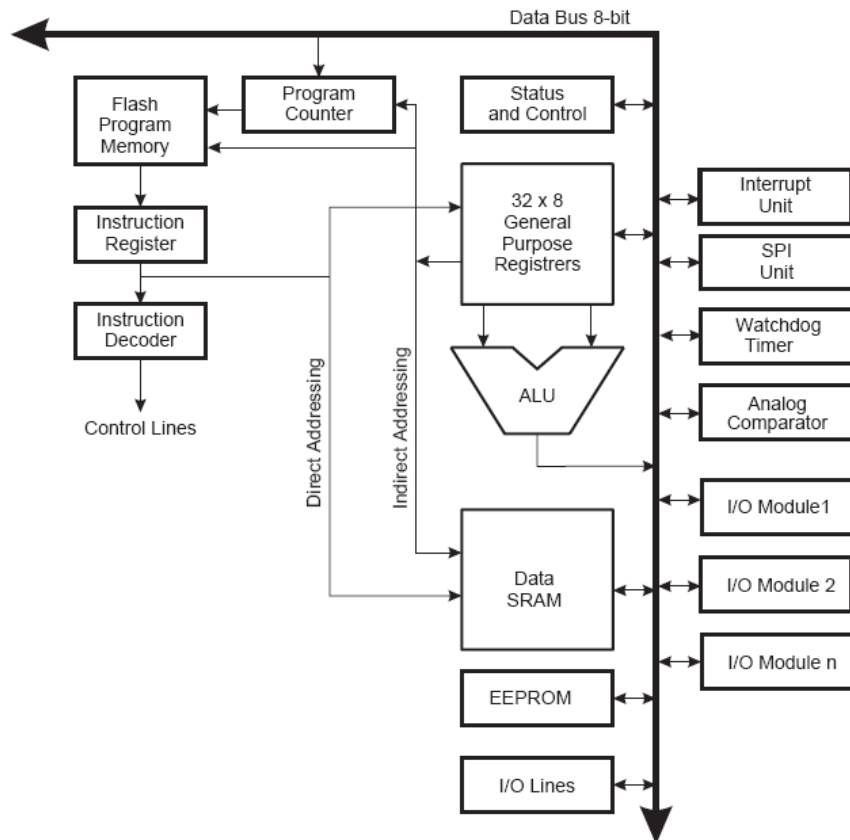 Data Bus 8-bit
Flash
Program
Memory
Program
Counter
Status
and Control
32 x 8
General
Purpose
Registrers
Interrupt
Unit
Instruction
Register
SPI
Unit
Instruction
Decoder
Watchdog
Timer
Control Lines
Direct Addressing
Indirect Addressing
ALU
Analog
Comparator
I/O Module1
Data
SRAM
I/O Module 2
I/O Module n
EEPROM
I/O Lines